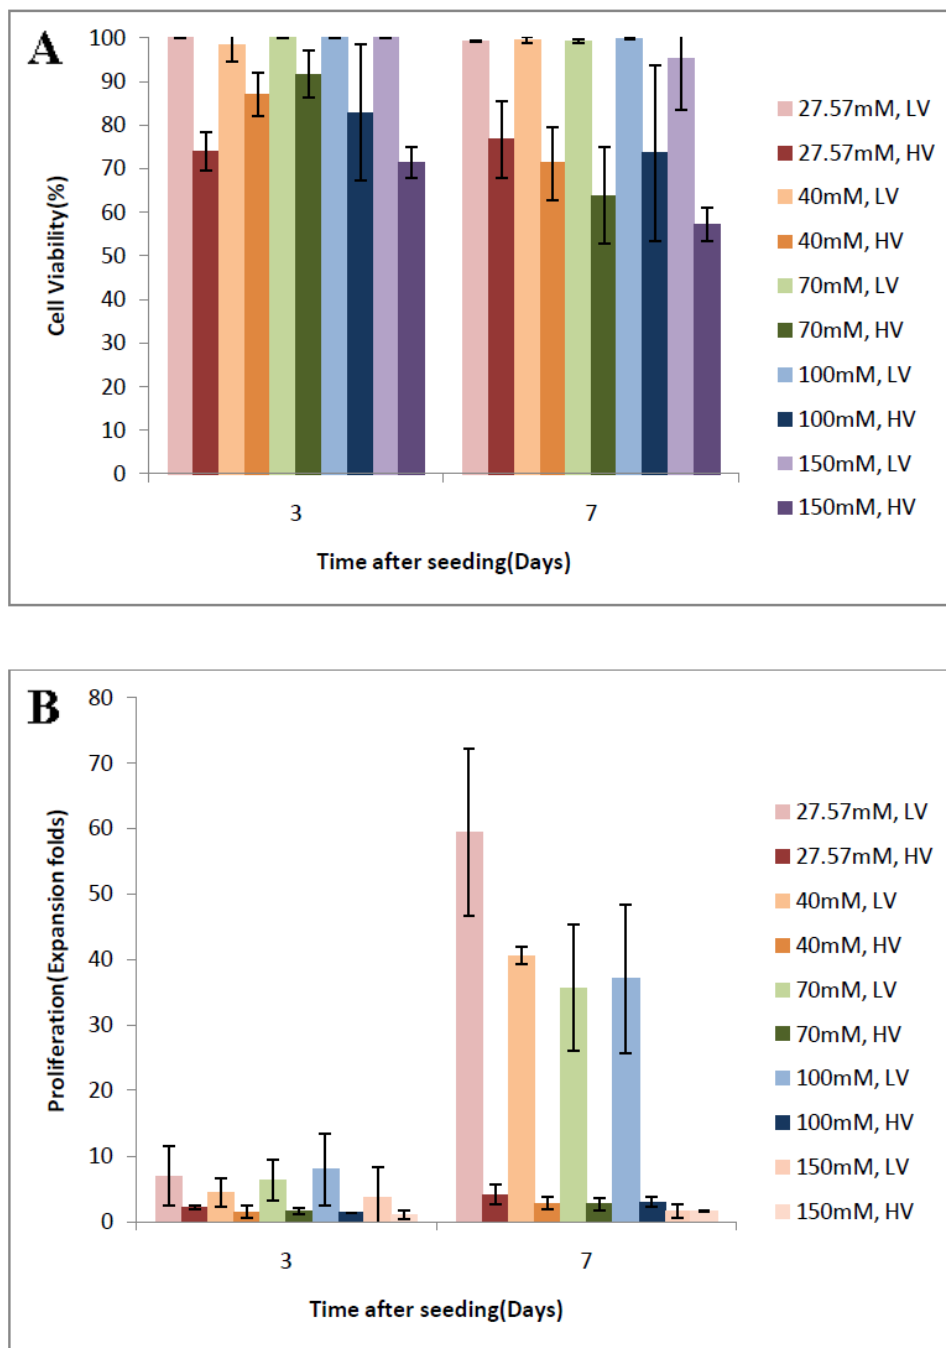 A
100
90
80
70
60
50
40
30
20
10
0
Cell Viability(%)
3
7
Time after seeding(Days)
27.57mM, LV
27.57mM, HV
40mM, LV
40mM, HV
70mM, LV
70mM, HV
100mM, LV
100mM, HV
150mM, LV
150mM, HV
B
80
70
60
50
40
30
20
10
0
Proliferation(Expansion folds)
3
7
Time after seeding(Days)
27.57mM, LV
27.57mM, HV
40mM, LV
40mM, HV
70mM, LV
70mM, HV
100mM, LV
100mM, HV
150mM, LV
150mM, HV